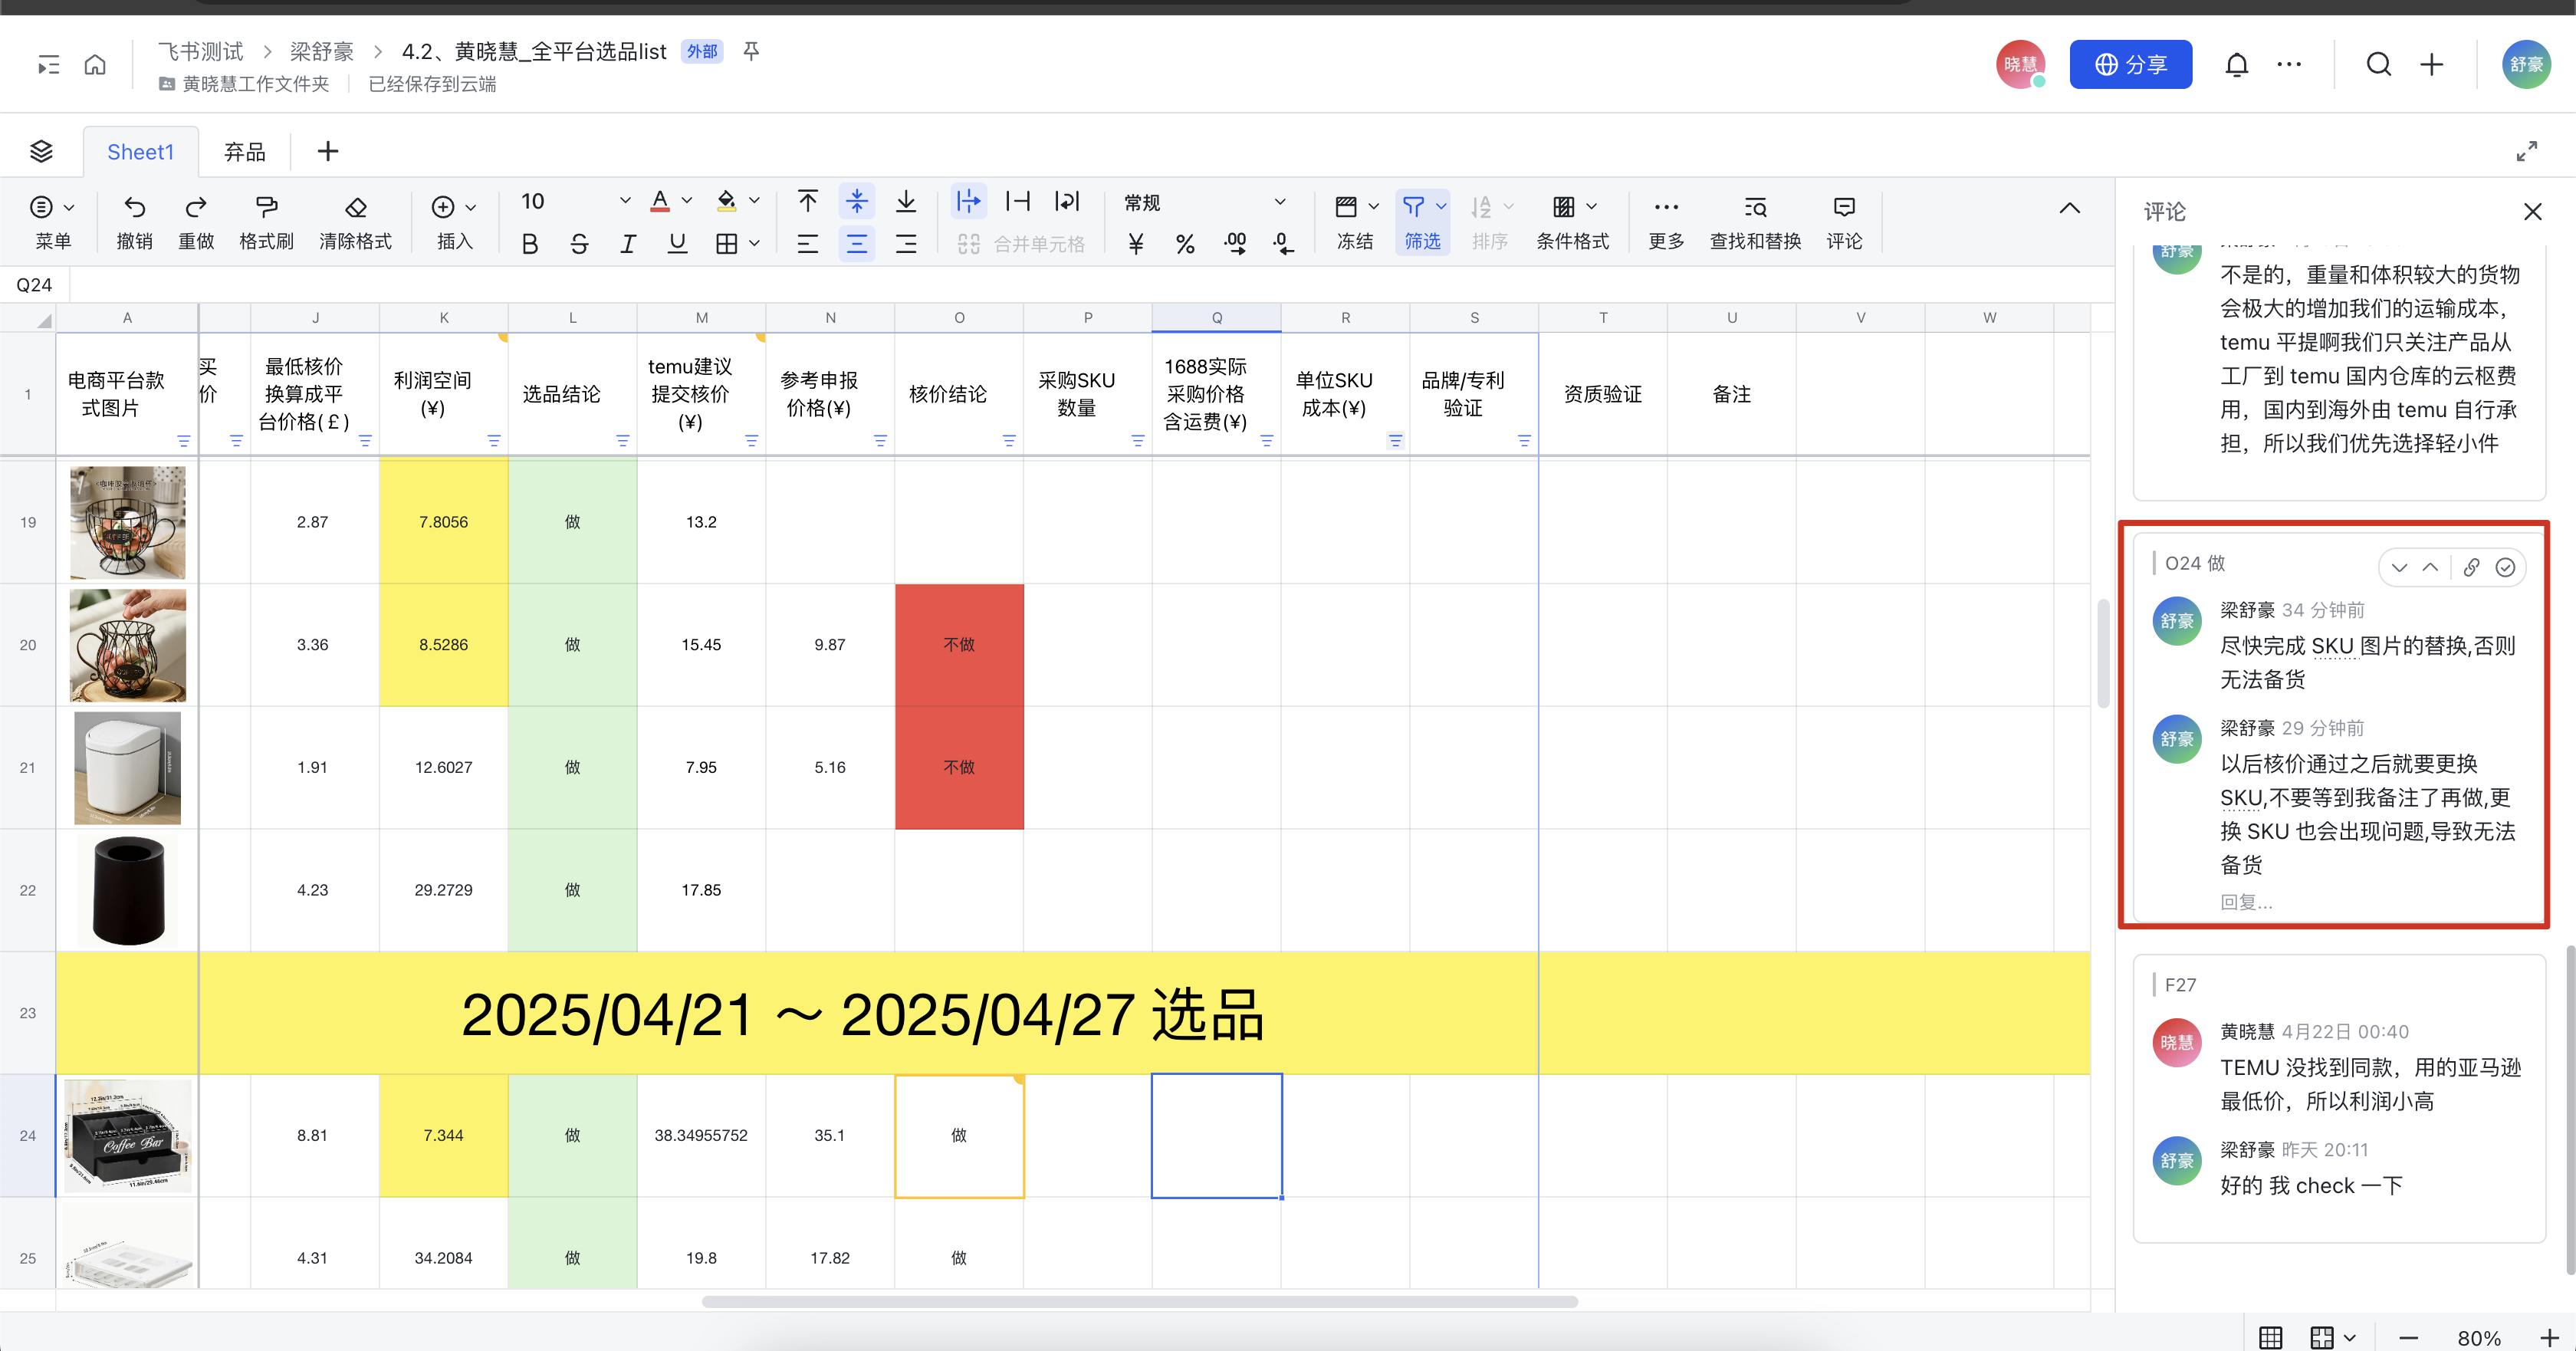 飞书测试 > 梁舒豪 > 4.2、黄晓慧_全平台选品list 外部
黄晓慧工作文件夹 已经保存到云端
晓慧
分享
舒豪
Sheet1 弃品
菜单 撤销 重做 格式刷 清除格式 插入
10
合并单元格
常规
冻结 筛选 排序 条件格式 更多 查找和替换 评论
Q24
A J K L M N O P Q R S T U V W
1
电商平台款式图片
买价
最低核价换算成平台价格(£)
利润空间(¥)
选品结论
temu建议提交核价(¥)
参考申报价格(¥)
核价结论
采购SKU数量
1688实际采购价格含运费(¥)
单位SKU成本(¥)
品牌/专利验证
资质验证
备注
19 2.87 7.8056 做 13.2
20 3.36 8.5286 做 15.45 9.87 不做
21 1.91 12.6027 做 7.95 5.16 不做
22 4.23 29.2729 做 17.85
23 2025/04/21 ～ 2025/04/27 选品
24 Coffee Bar 8.81 7.344 做 38.34955752 35.1 做
25 4.31 34.2084 做 19.8 17.82 做
评论
舒豪
不是的，重量和体积较大的货物
会极大的增加我们的运输成本，
temu 平提啊我们只关注产品从
工厂到 temu 国内仓库的云枢费
用，国内到海外由 temu 自行承
担，所以我们优先选择轻小件
O24 做
舒豪
梁舒豪 34 分钟前
尽快完成 SKU 图片的替换,否则
无法备货
舒豪
梁舒豪 29 分钟前
以后核价通过之后就要更换
SKU,不要等到我备注了再做,更
换 SKU 也会出现问题,导致无法
备货
回复...
F27
晓慧
黄晓慧 4月22日 00:40
TEMU 没找到同款，用的亚马逊
最低价，所以利润小高
舒豪
梁舒豪 昨天 20:11
好的 我 check 一下
80%